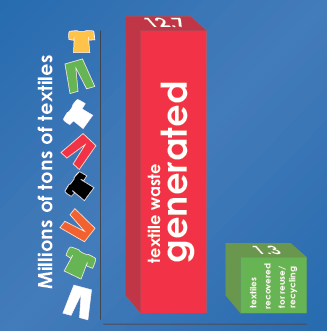 Millions of tons of textiles
12.7
textile waste
generated
1.3
textiles
recovered
for reuse/
recycling